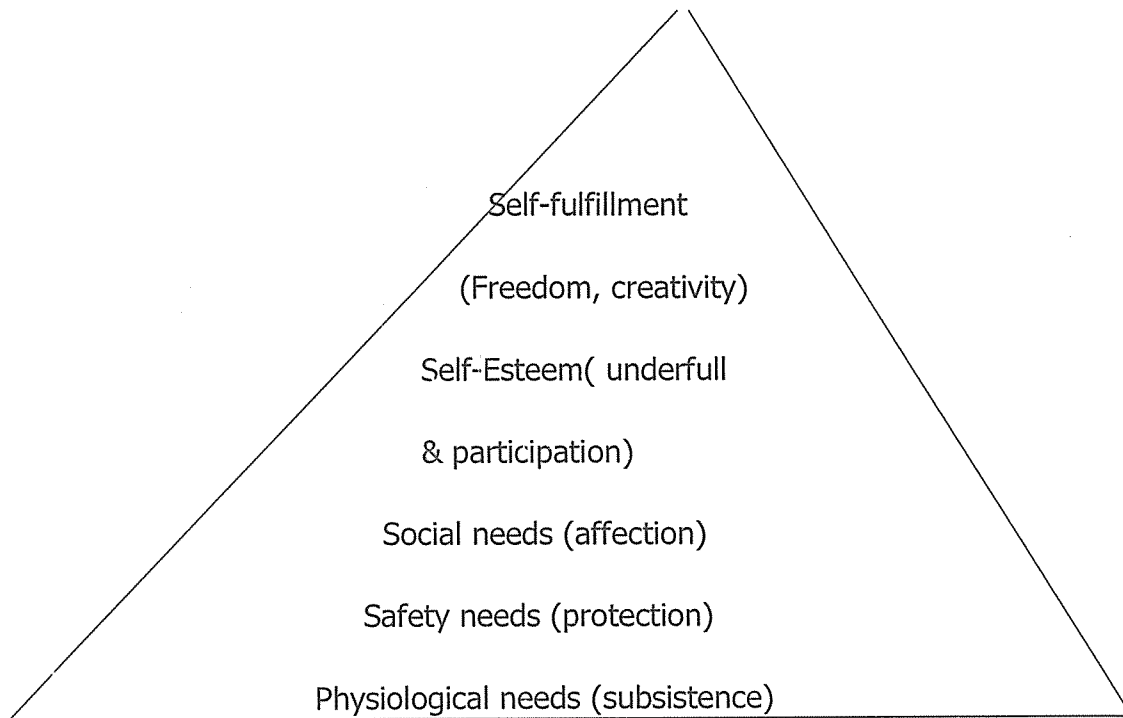 Self-fulfillment
(Freedom, creativity)
Self-Esteem( underfull
& participation)
Social needs (affection)
Safety needs (protection)
Physiological needs (subsistence)